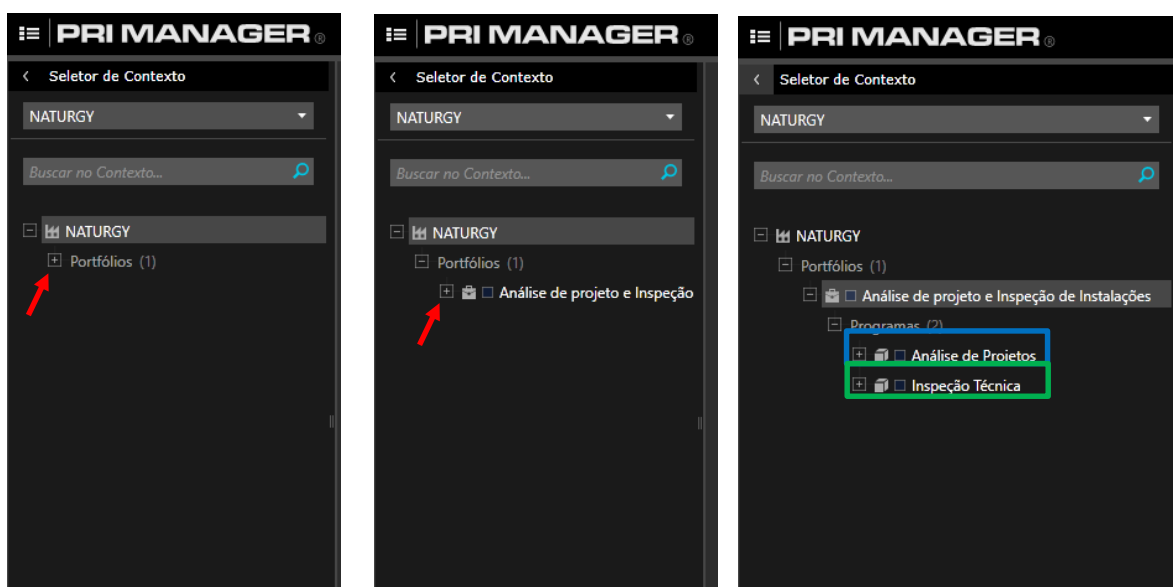 PRI MANAGER ®
Seletor de Contexto
NATURGY
Buscar no Contexto...
NATURGY
Portfólios (1)
PRI MANAGER ®
Seletor de Contexto
NATURGY
Buscar no Contexto...
NATURGY
Portfólios (1)
Análise de projeto e Inspeção
PRI MANAGER ®
Seletor de Contexto
NATURGY
Buscar no Contexto...
NATURGY
Portfólios (1)
Análise de projeto e Inspeção de Instalações
Programas (2)
Análise de Projetos
Inspeção Técnica